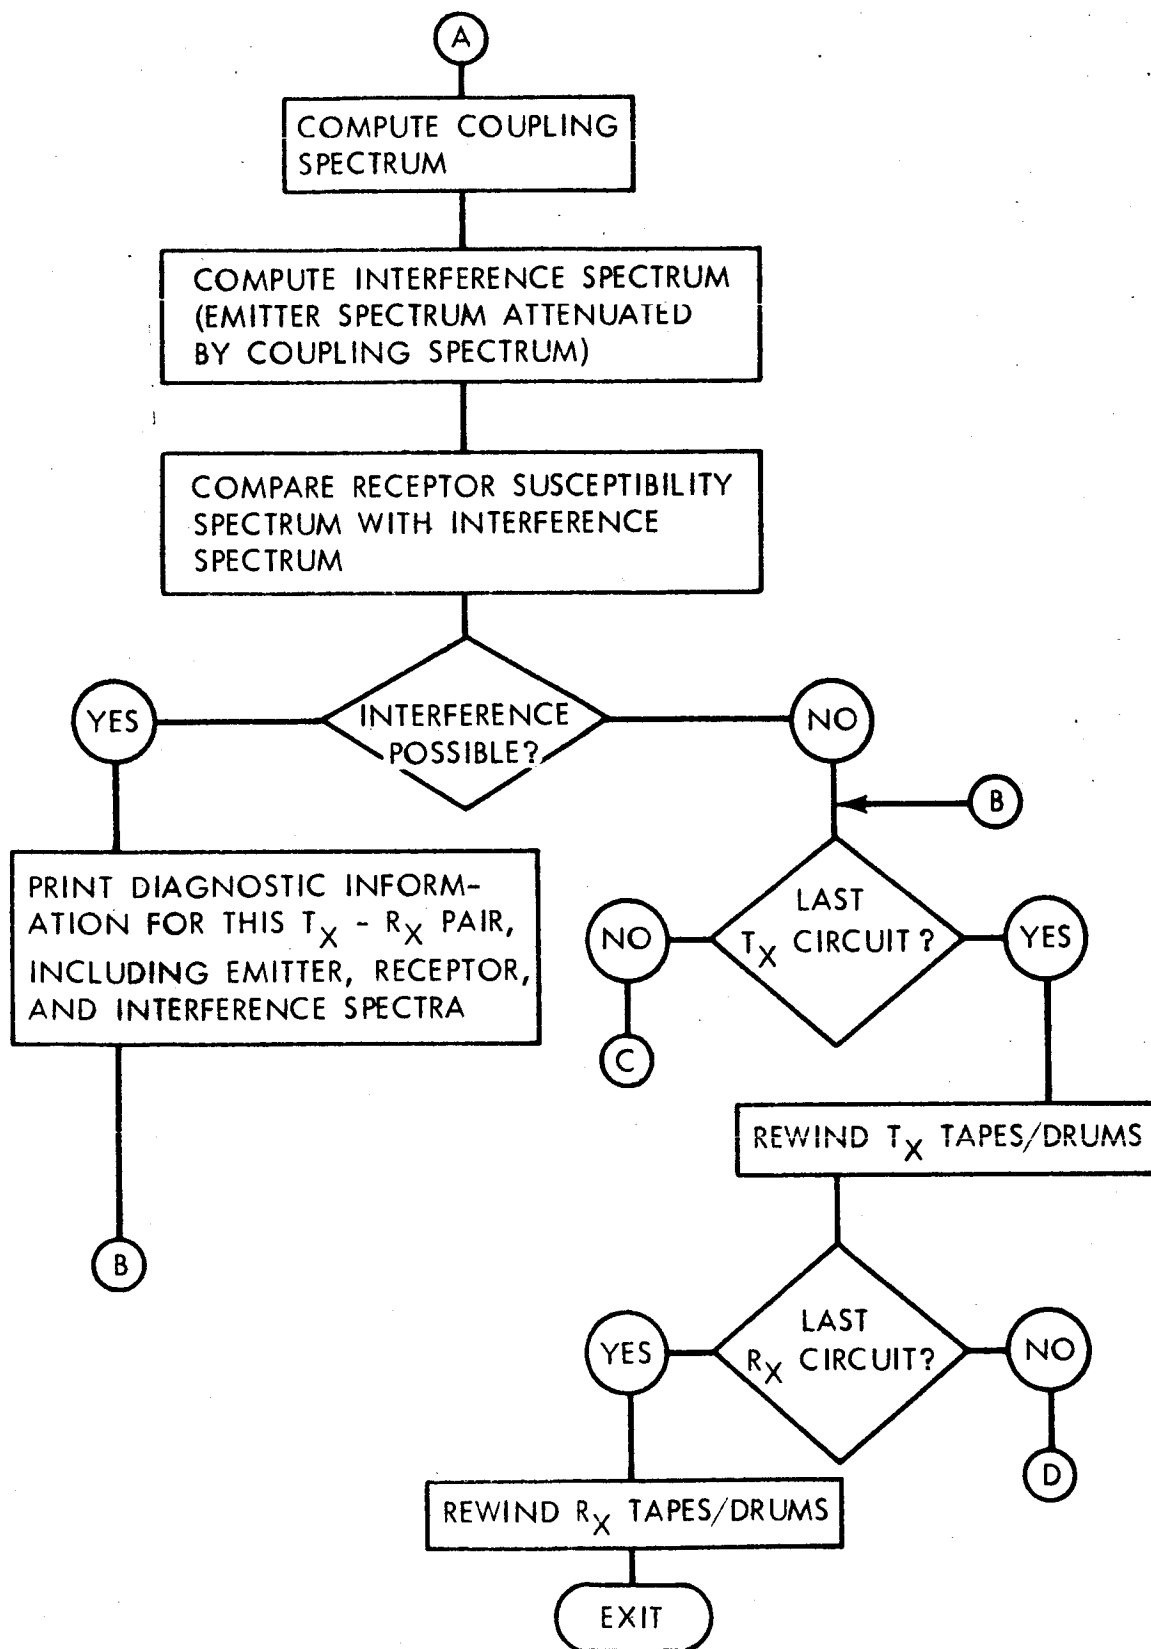 A
COMPUTE COUPLING
SPECTRUM
COMPUTE INTERFERENCE SPECTRUM
(EMITTER SPECTRUM ATTENUATED
BY COUPLING SPECTRUM)
COMPARE RECEPTOR SUSCEPTIBILITY
SPECTRUM WITH INTERFERENCE
SPECTRUM
YES
INTERFERENCE
POSSIBLE?
NO
B
PRINT DIAGNOSTIC INFORM-
ATION FOR THIS TX - RX PAIR,
INCLUDING EMITTER, RECEPTOR,
AND INTERFERENCE SPECTRA
NO
LAST
TX CIRCUIT?
YES
C
REWIND TX TAPES/DRUMS
B
YES
LAST
RX CIRCUIT?
NO
D
REWIND RX TAPES/DRUMS
EXIT